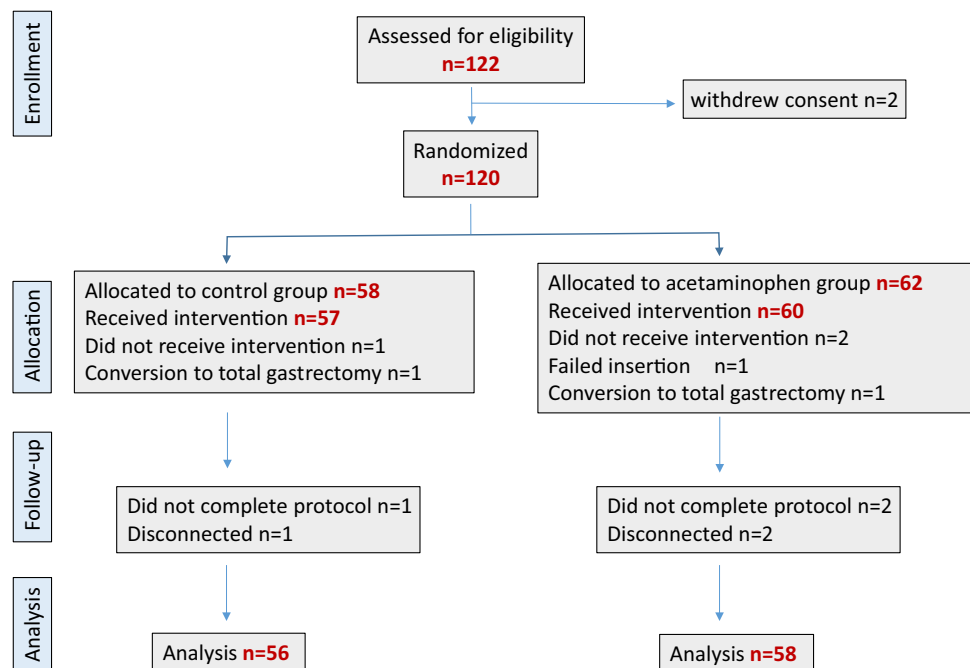 Enrollment
Assessed for eligibility
n=122
withdrew consent n=2
Randomized
n=120
Allocation
Allocated to control group n=58
Received intervention n=57
Did not receive intervention n=1
Conversion to total gastrectomy n=1
Allocated to acetaminophen group n=62
Received intervention n=60
Did not receive intervention n=2
Failed insertion n=1
Conversion to total gastrectomy n=1
Follow-up
Did not complete protocol n=1
Disconnected n=1
Did not complete protocol n=2
Disconnected n=2
Analysis
Analysis n=56
Analysis n=58